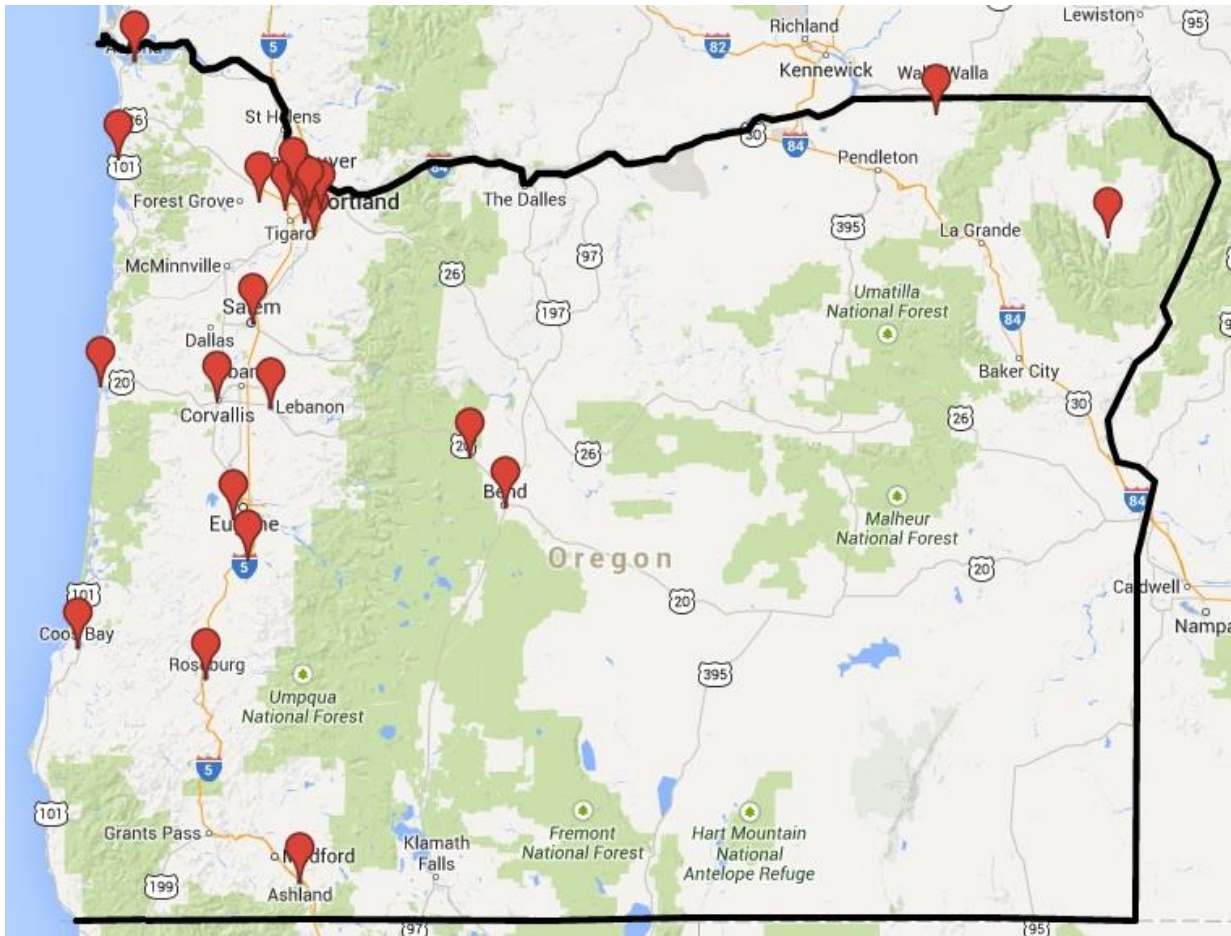 Richland
Lewiston
95
5
82
Kennewick
Walla Walla
26
St Helens
30
84
101
84
Pendleton
Forest Grove
Portland
The Dalles
Tigard
395
La Grande
97
McMinnville
26
Umatilla
National Forest
Salem
197
84
Dallas
Baker City
20
30
Corvallis
Lebanon
26
20
26
Bend
84
Eugene
Malheur
National Forest
Oregon
5
20
101
20
Caldwell
Coos Bay
Nampa
Roseburg
395
Umpqua
National Forest
5
101
Grants Pass
Klamath
Falls
Fremont
National Forest
Hart Mountain
National
Antelope Refuge
Medford
199
Ashland
97
95